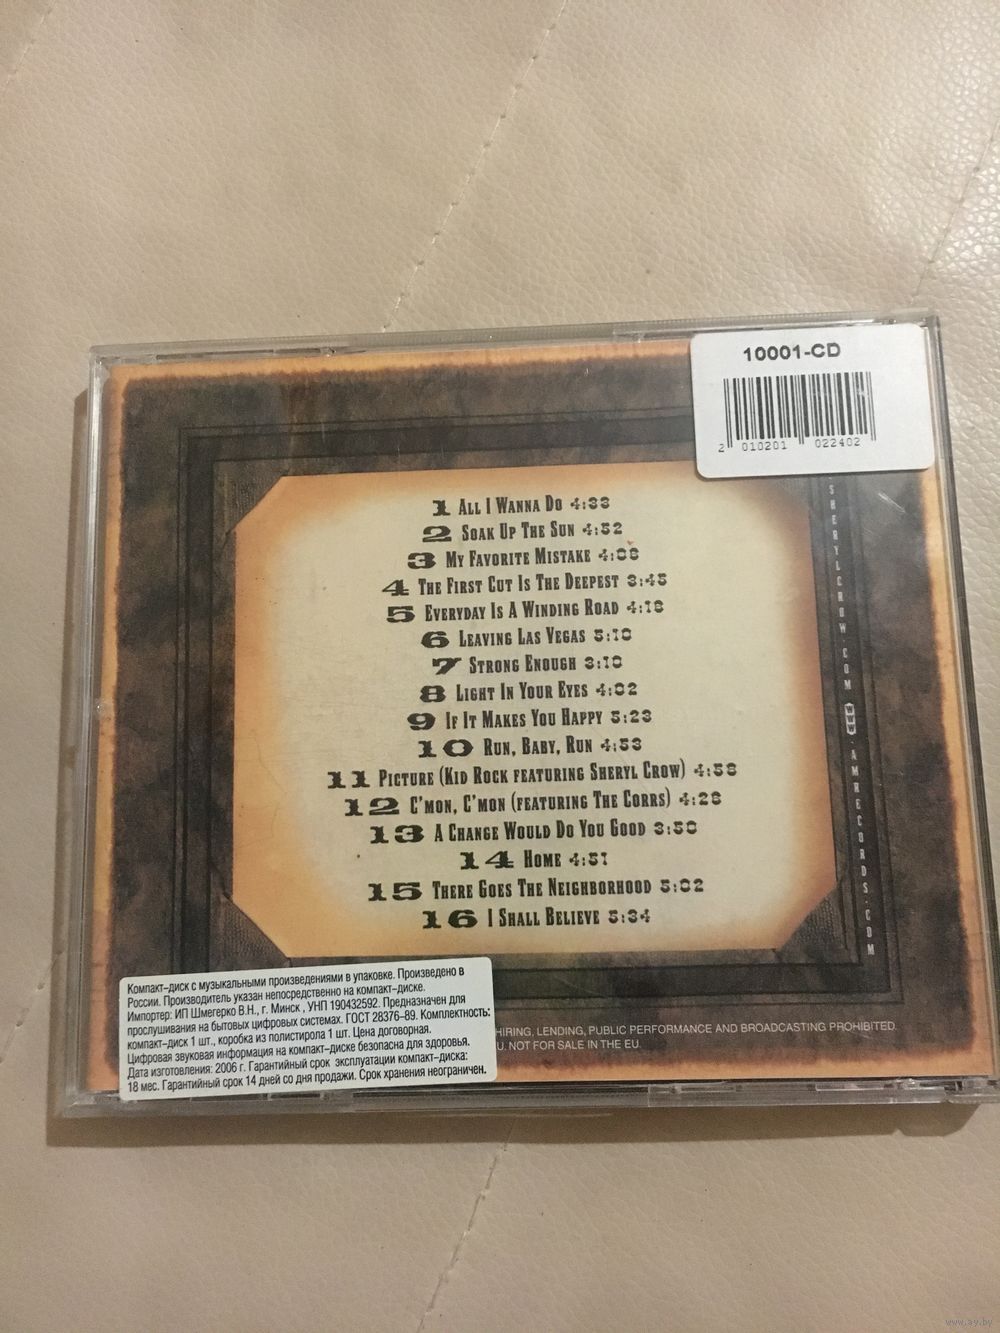 10001-CD
2 010201 022402
1 ALL I WANNA DO 4:33
2 SOAK UP THE SUN 4:52
3 MY FAVORITE MISTAKE 4:08
4 THE FIRST CUT IS THE DEEPEST 3:45
5 EVERYDAY IS A WINDING ROAD 4:18
6 LEAVING LAS VEGAS 5:10
7 STRONG ENOUGH 3:10
8 LIGHT IN YOUR EYES 4:02
9 IF IT MAKES YOU HAPPY 5:23
10 RUN, BABY, RUN 4:53
11 PICTURE (KID ROCK FEATURING SHERYL CROW) 4:58
12 C'MON, C'MON (FEATURING THE CORRS) 4:28
13 A CHANGE WOULD DO YOU GOOD 3:50
14 HOME 4:51
15 THERE GOES THE NEIGHBORHOOD 5:02
16 I SHALL BELIEVE 5:34
SHERYLCROW.COM · AMRECORDS.COM
Компакт-диск с музыкальными произведениями в упаковке. Произведено в
России. Производитель указан непосредственно на компакт-диске.
Импортер: ИП Шмегерко В.Н., г. Минск , УНП 190432592. Предназначен для
прослушивания на бытовых цифровых системах. ГОСТ 28376-89. Комплектность:
компакт-диск 1 шт., коробка из полистирола 1 шт. Цена договорная.
Цифровая звуковая информация на компакт-диске безопасна для здоровья.
Дата изготовления: 2006 г. Гарантийный срок эксплуатации компакт-диска:
18 мес. Гарантийный срок 14 дней со дня продажи. Срок хранения неограничен.
HIRING, LENDING, PUBLIC PERFORMANCE AND BROADCASTING PROHIBITED.
U. NOT FOR SALE IN THE EU.
www.ay.by